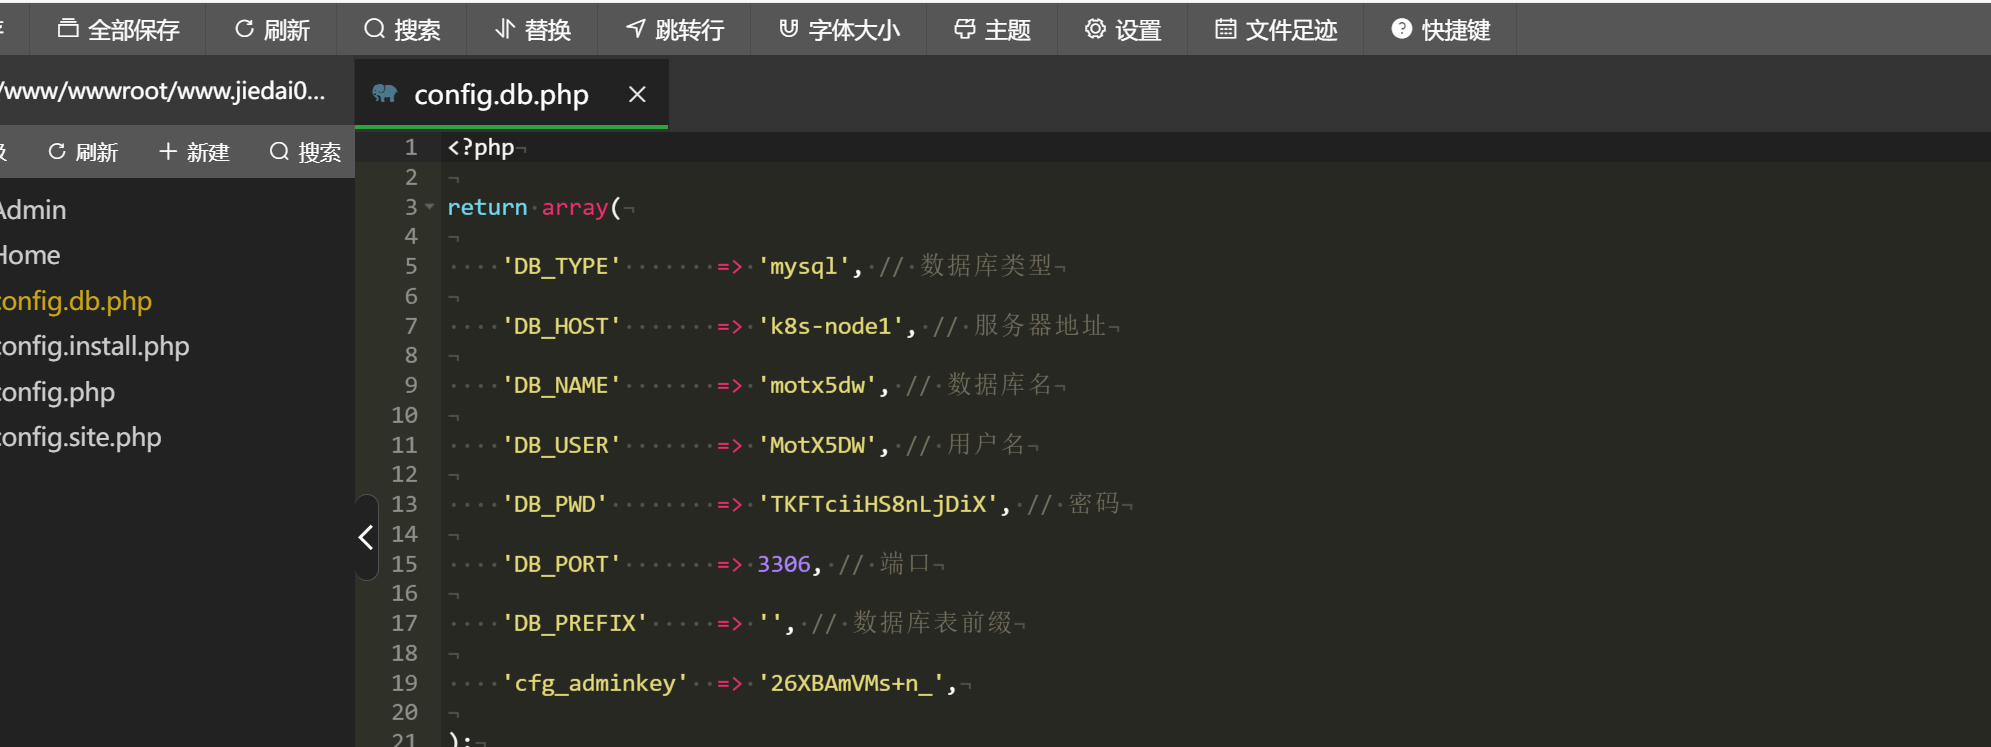 全部保存 刷新 搜索 替换 跳转行 字体大小 主题 设置 文件足迹 快捷键
/www/wwwroot/www.jiedai0...
config.db.php
刷新 新建 搜索
Admin
Home
config.db.php
config.install.php
config.php
config.site.php
1 <?php
2
3 return array(
4
5 'DB_TYPE' => 'mysql', // 数据库类型
6
7 'DB_HOST' => 'k8s-node1', // 服务器地址
8
9 'DB_NAME' => 'motx5dw', // 数据库名
10
11 'DB_USER' => 'MotX5DW', // 用户名
12
13 'DB_PWD' => 'TKFTciiHS8nLjDiX', // 密码
14
15 'DB_PORT' => 3306, // 端口
16
17 'DB_PREFIX' => '', // 数据库表前缀
18
19 'cfg_adminkey' => '26XBAmVMs+n_',
20
21 );